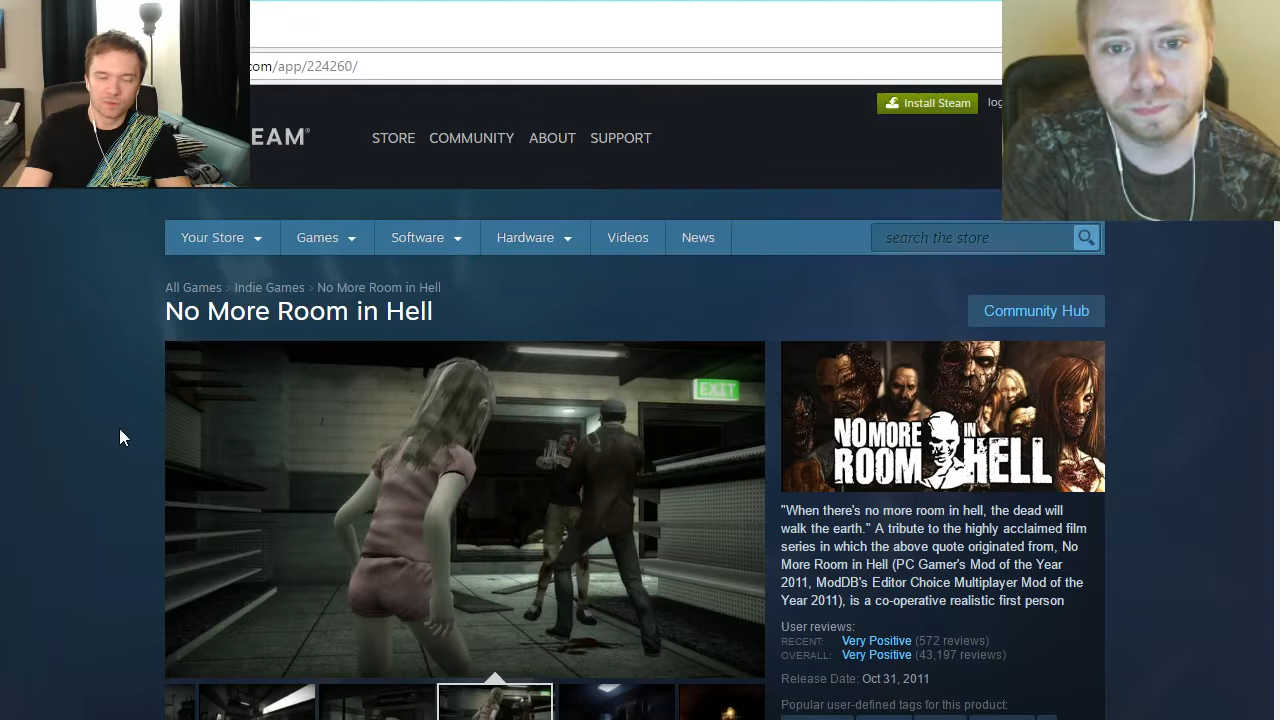 com/app/224260/
Install Steam
log
EAM®
STORE
COMMUNITY
ABOUT
SUPPORT
Your Store
Games
Software
Hardware
Videos
News
search the store
All Games > Indie Games > No More Room in Hell
No More Room in Hell
Community Hub
EXIT
NO MORE
ROOM IN HELL
"When there's no more room in hell, the dead will
walk the earth." A tribute to the highly acclaimed film
series in which the above quote originated from, No
More Room in Hell (PC Gamer's Mod of the Year
2011, ModDB's Editor Choice Multiplayer Mod of the
Year 2011), is a co-operative realistic first person
User reviews:
RECENT: Very Positive (572 reviews)
OVERALL: Very Positive (43,197 reviews)
Release Date: Oct 31, 2011
Popular user-defined tags for this product: